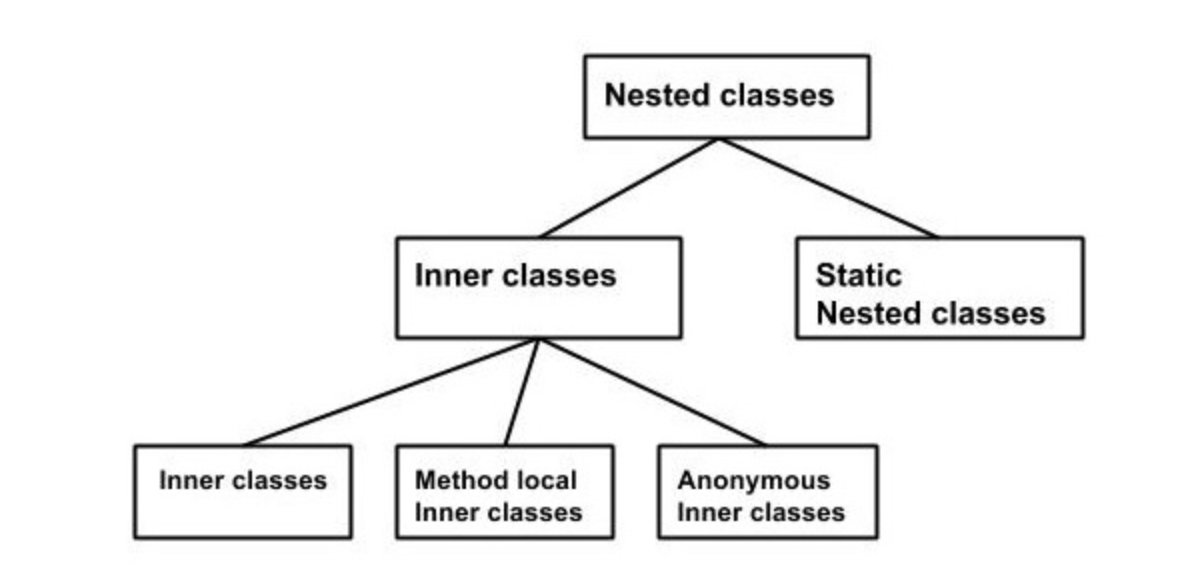 Nested classes
Inner classes
Static
Nested classes
Inner classes
Method local
Inner classes
Anonymous
Inner classes